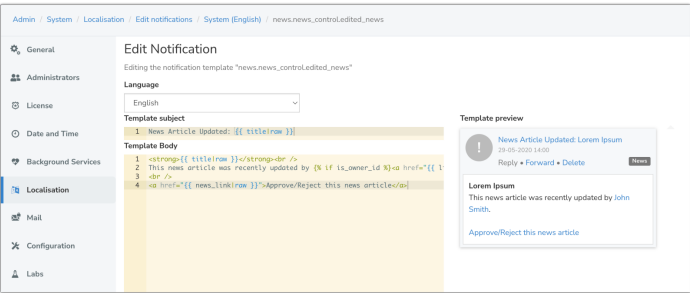 Admin / System / Localisation / Edit notifications / System (English) / news.news_control.edited_news
General
Administrators
License
Date and Time
Background Services
Localisation
Mail
Configuration
Labs
Edit Notification
Editing the notification template "news.news_control.edited_news"
Language
English
Template subject
1 News Article Updated: {{ title|raw }}
Template Body
1 <strong>{{ title|raw }}</strong><br />
2 This news article was recently updated by {% if is_owner_id %}<a href="{{
3 <br />
4 <a href="{{ news_link|raw }}">Approve/Reject this news article</a>
Template preview
News Article Updated: Lorem Ipsum
29-05-2020 14:00
Reply • Forward • Delete
News
Lorem Ipsum
This news article was recently updated by John
Smith.
Approve/Reject this news article